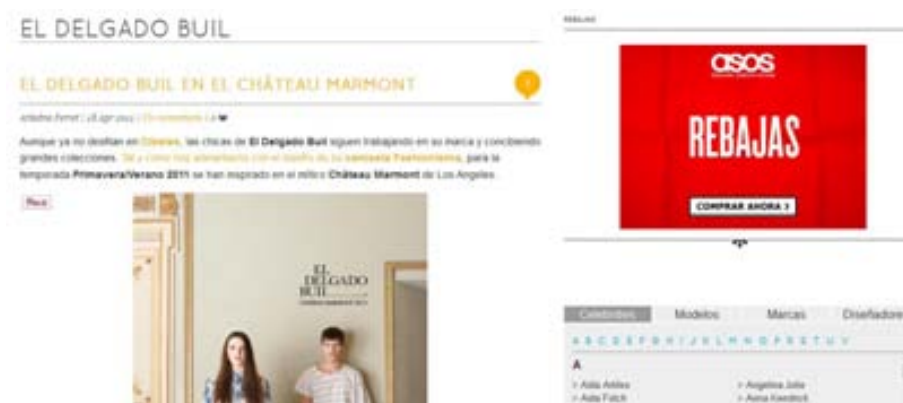 EL DELGADO BUIL
EL DELGADO BUIL EN EL CHÂTEAU MARMONT
Aunque ya no desfilan en Cibeles, las chicas de El Delgado Buil siguen trabajando en su marca y concibiendo
grandes colecciones. Tal y como nos adelantaron con el diseño de su camiseta Fashionisima, para la
temporada Primavera/Verano 2011 se han inspirado en el mítico Château Marmont de Los Angeles.
Pin it
EL
DELGADO
BUIL
REBAJAS
asos
REBAJAS
COMPRAR AHORA >
Celebrities Modelos Marcas Diseñadore
A B C D E F G H I J K L M N O P R S T U V
A
> Aida Artiles
> Aida Folch
> Angelina Jolie
> Anna Kendrick